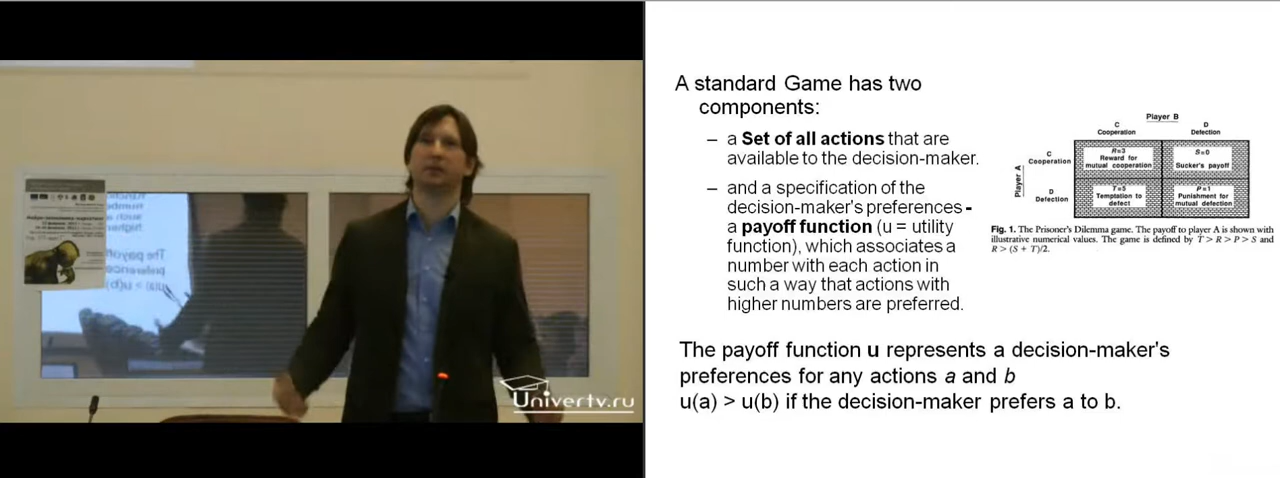 A standard Game has two
components:
– a Set of all actions that are
available to the decision-maker.
– and a specification of the
decision-maker's preferences -
a payoff function (u = utility
function), which associates a
number with each action in
such a way that actions with
higher numbers are preferred.
Player B
C
Cooperation
D
Defection
Player A
C
Cooperation
R=3
Reward for
mutual cooperation
S=0
Sucker's payoff
D
Defection
T=5
Temptation to
defect
P=1
Punishment for
mutual defection
Fig. 1. The Prisoner's Dilemma game. The payoff to player A is shown with
illustrative numerical values. The game is defined by T > R > P > S and
R > (S + T)/2.
The payoff function u represents a decision-maker's
preferences for any actions a and b
u(a) > u(b) if the decision-maker prefers a to b.
Univertv.ru